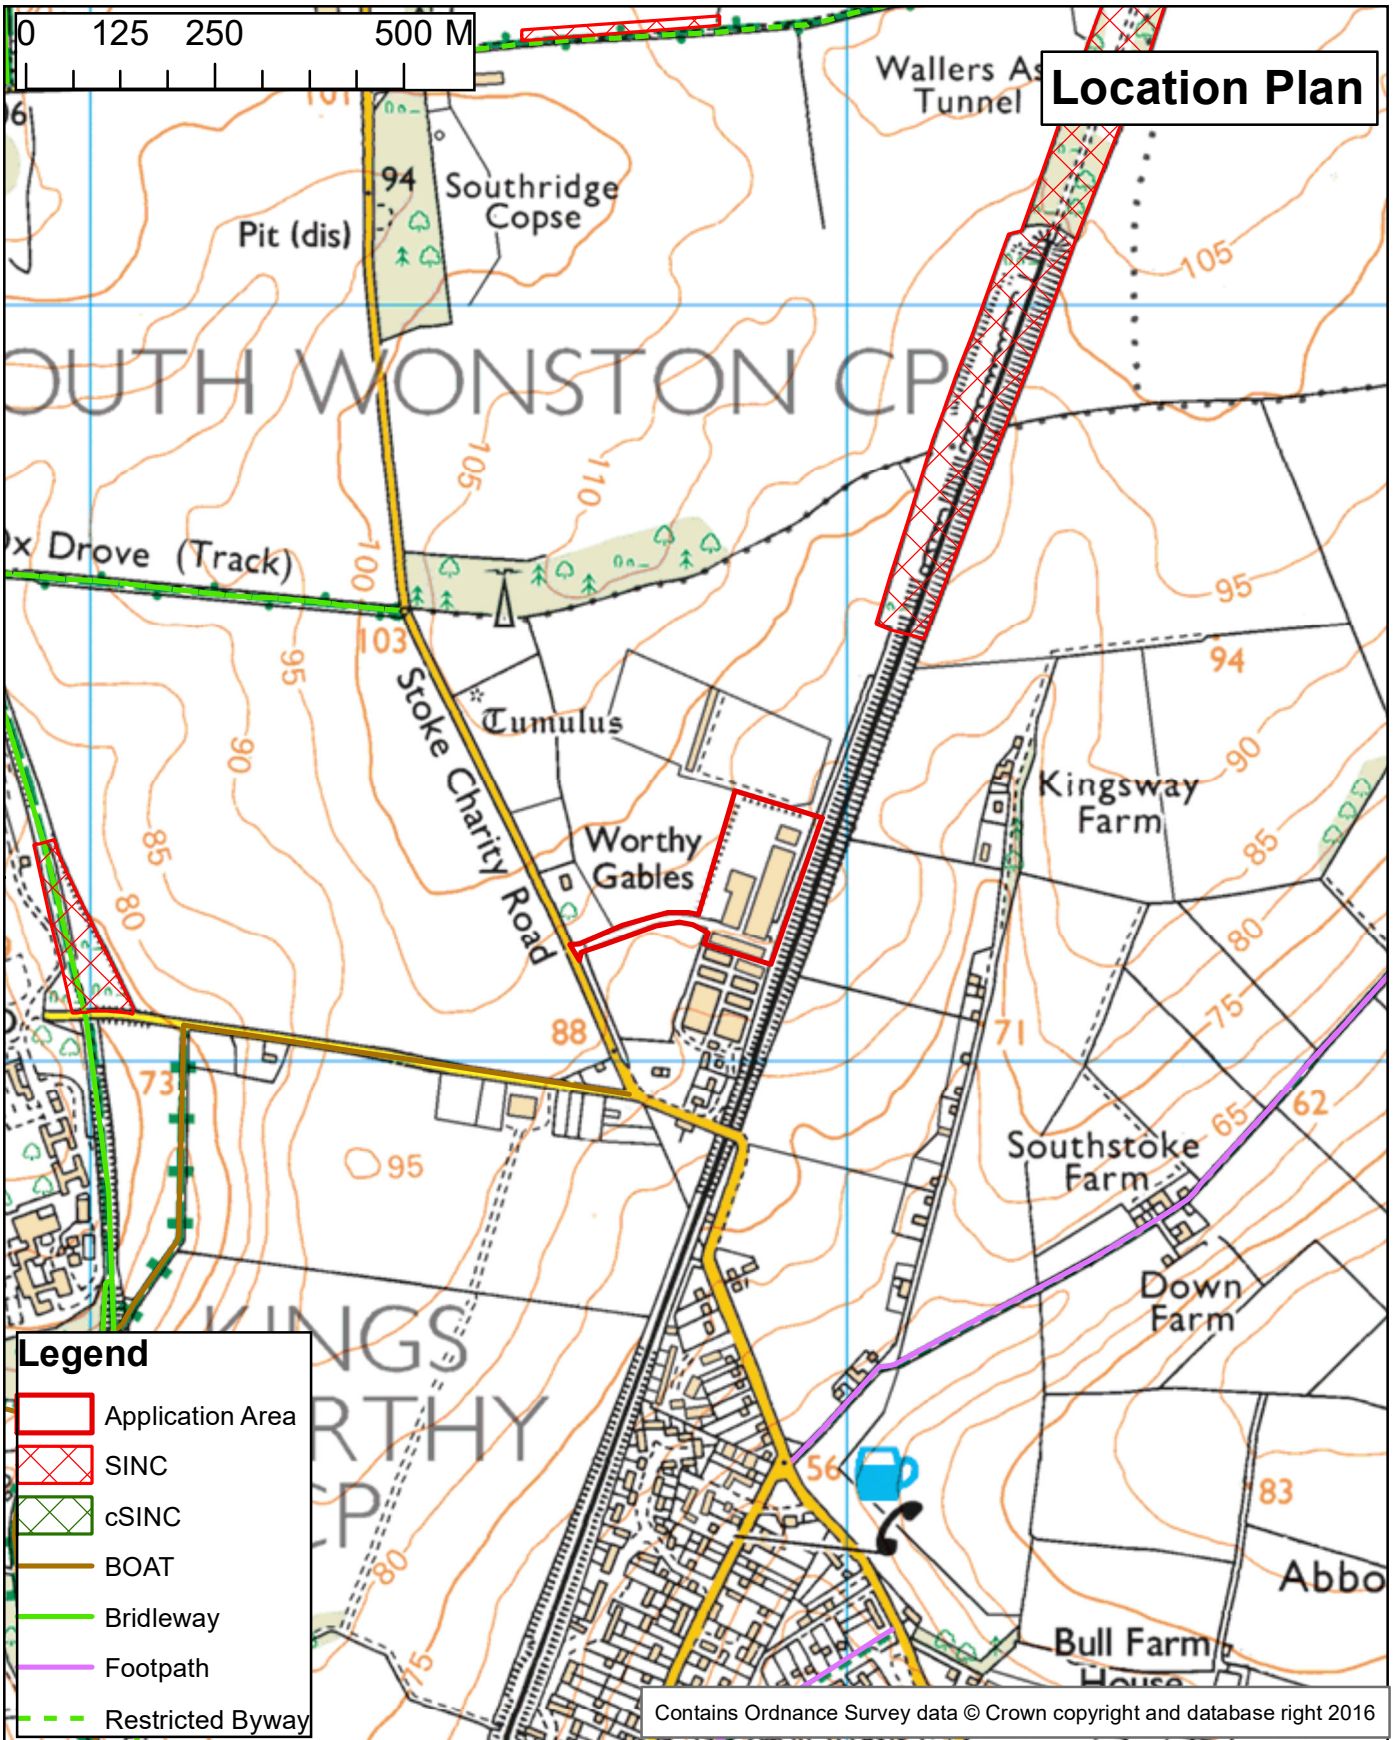 0 125 250 500 M
Location Plan
Wallers As
Tunnel
101
06
94
Southridge
Copse
Pit (dis)
105
OUTH WONSTON CP
105
110
100
Ox Drove (Track)
103
95
95
94
Stoke Charity Road
Tumulus
90
90
Kingsway
Farm
Worthy
Gables
85
85
80
80
75
71
88
73
62
65
Southstoke
Farm
95
Down
Farm
KINGS
RTHY
CP
56
83
80
75
Abbo
Bull Farm
House
Legend
Application Area
SINC
cSINC
BOAT
Bridleway
Footpath
Restricted Byway
Contains Ordnance Survey data © Crown copyright and database right 2016